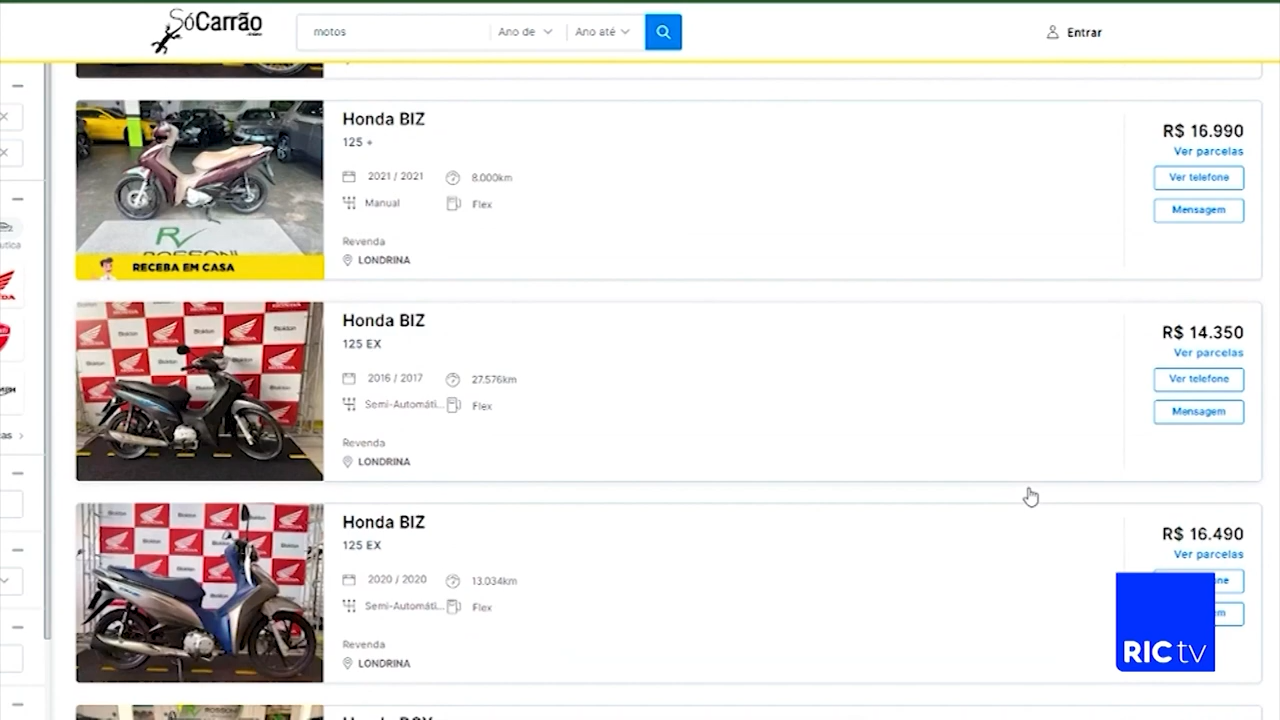 SóCarrão
motos
Ano de
Ano até
Entrar
Honda BIZ
125 +
2021 / 2021
8.000km
Manual
Flex
Revenda
LONDRINA
R$ 16.990
Ver parcelas
Ver telefone
Mensagem
RV
ROSSONI
RECEBA EM CASA
Honda BIZ
125 EX
2016 / 2017
27.576km
Semi-Automáti...
Flex
Revenda
LONDRINA
R$ 14.350
Ver parcelas
Ver telefone
Mensagem
Honda BIZ
125 EX
2020 / 2020
13.034km
Semi-Automáti...
Flex
Revenda
LONDRINA
R$ 16.490
Ver parcelas
RIC tv